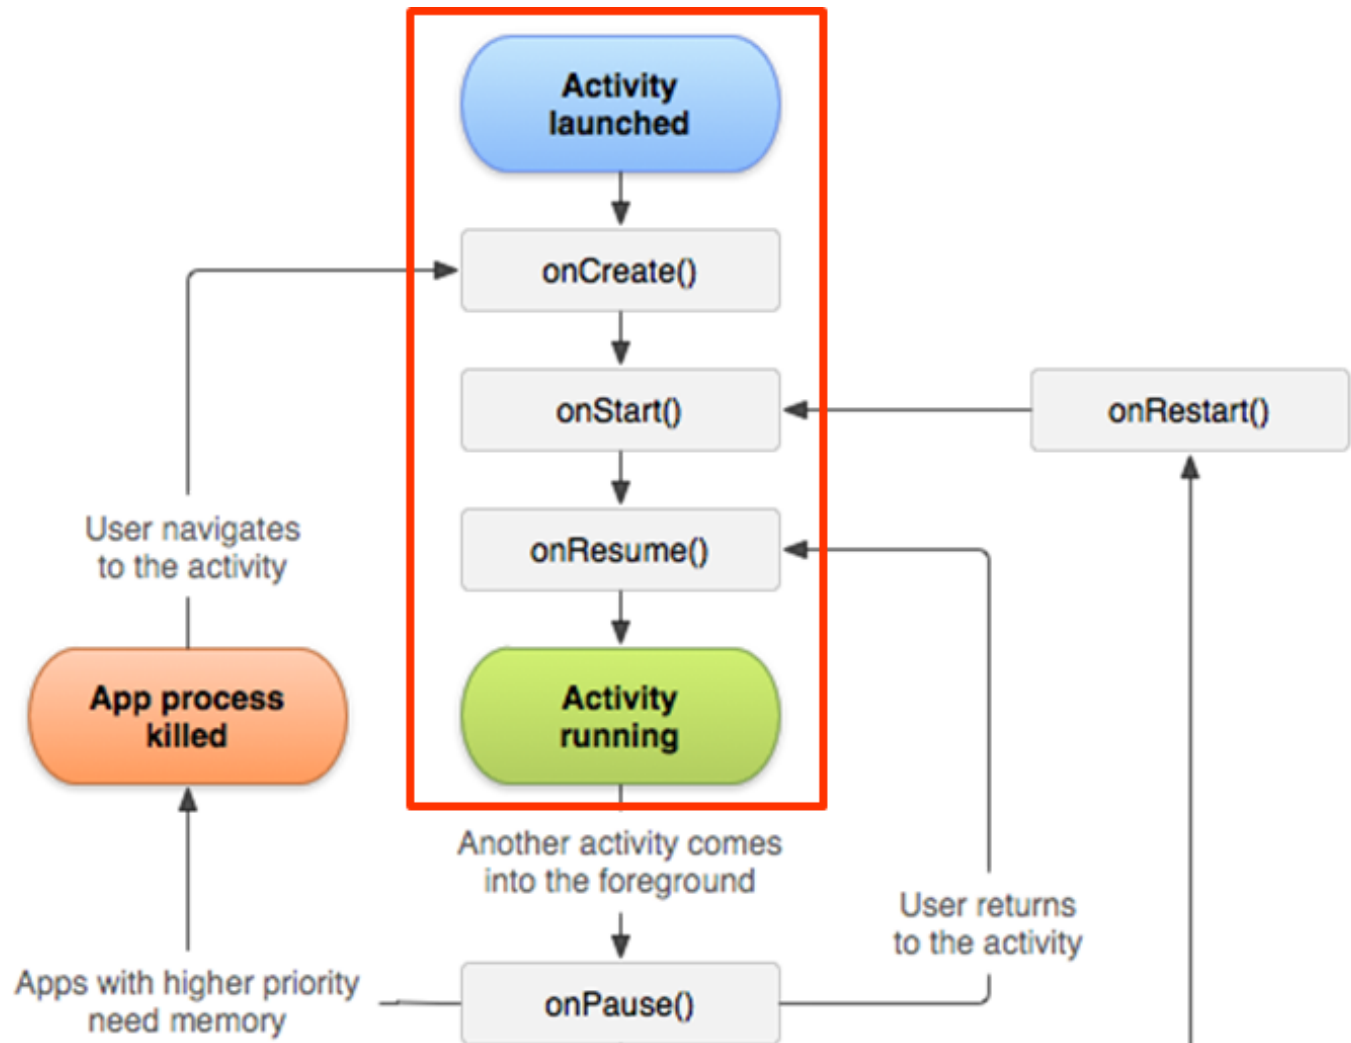 Activity
launched
onCreate()
onStart()
onRestart()
User navigates
to the activity
onResume()
App process
killed
Activity
running
Another activity comes
into the foreground
User returns
to the activity
Apps with higher priority
need memory
onPause()